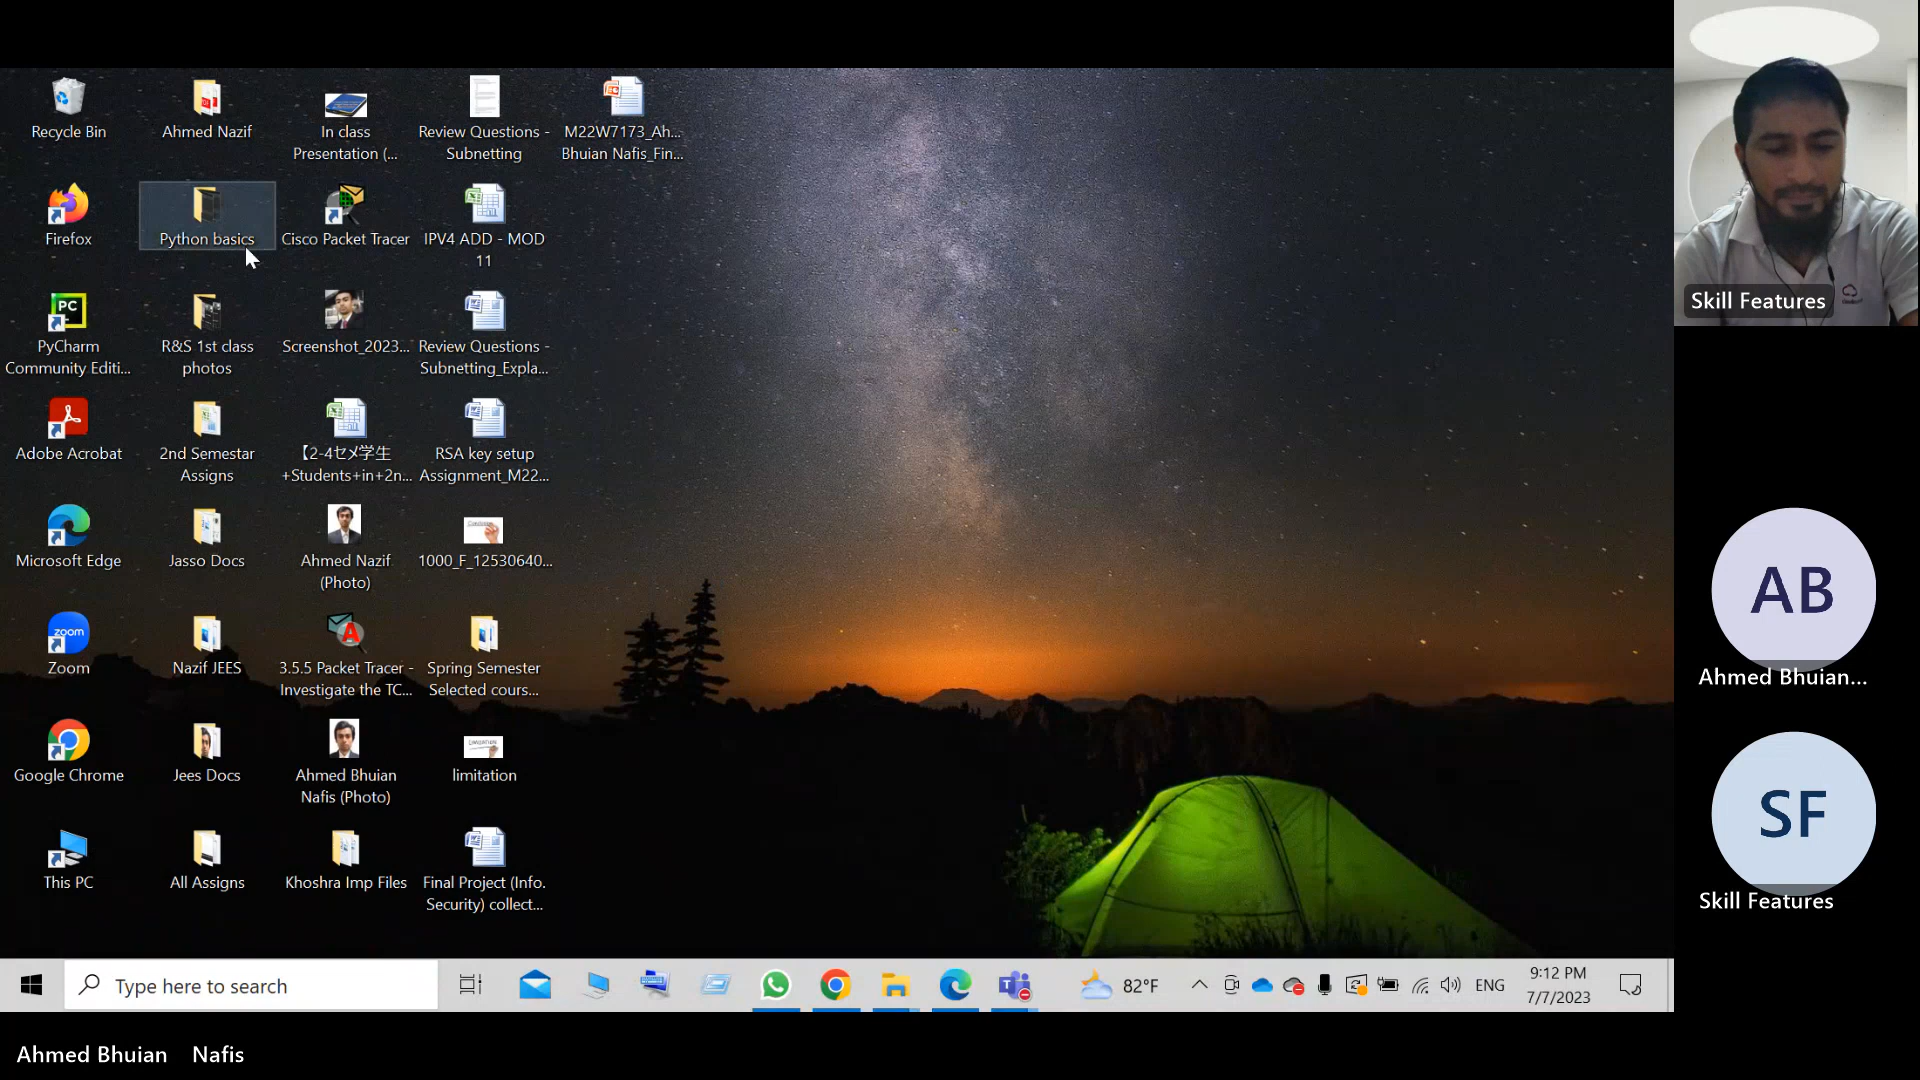 Recycle Bin
Ahmed Nazif
In class
Presentation (...
Review Questions -
Subnetting
M22W7173_Ah...
Bhuian Nafis_Fin...
Firefox
Python basics
Cisco Packet Tracer
IPV4 ADD - MOD
11
PC
PyCharm
Community Editi...
R&S 1st class
photos
Screenshot_2023...
Review Questions -
Subnetting_Expla...
Adobe Acrobat
2nd Semestar
Assigns
【2-4セメ学生
+Students+in+2n...
RSA key setup
Assignment_M22...
Microsoft Edge
Jasso Docs
Ahmed Nazif
(Photo)
1000_F_12530640...
zoom
Zoom
Nazif JEES
3.5.5 Packet Tracer -
Investigate the TC...
Spring Semester
Selected cours...
Google Chrome
Jees Docs
Ahmed Bhuian
Nafis (Photo)
limitation
This PC
All Assigns
Khoshra Imp Files
Final Project (Info.
Security) collect...
Type here to search
82°F
ENG
9:12 PM
7/7/2023
Skill Features
AB
Ahmed Bhuian...
SF
Skill Features
Ahmed Bhuian Nafis